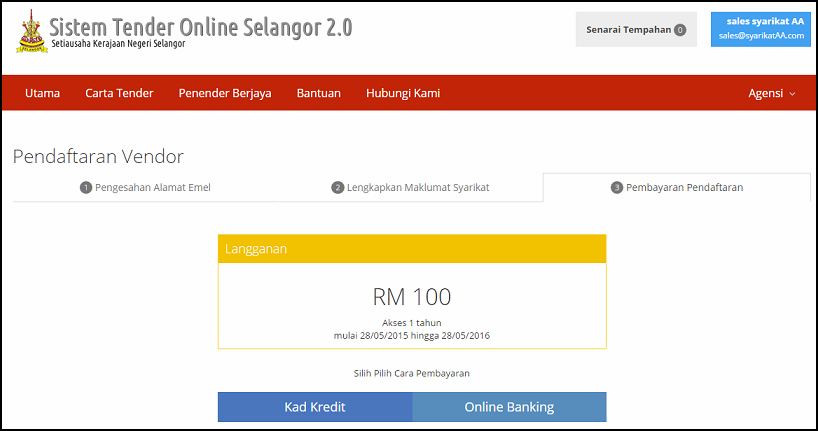 Sistem Tender Online Selangor 2.0
Setiausaha Kerajaan Negeri Selangor
Senarai Tempahan 0
sales syarikat AA
sales@syarikatAA.com
Utama Carta Tender Penender Berjaya Bantuan Hubungi Kami Agensi
Pendaftaran Vendor
1 Pengesahan Alamat Emel 2 Lengkapkan Maklumat Syarikat 3 Pembayaran Pendaftaran
Langganan
RM 100
Akses 1 tahun
mulai 28/05/2015 hingga 28/05/2016
Silih Pilih Cara Pembayaran
Kad Kredit Online Banking